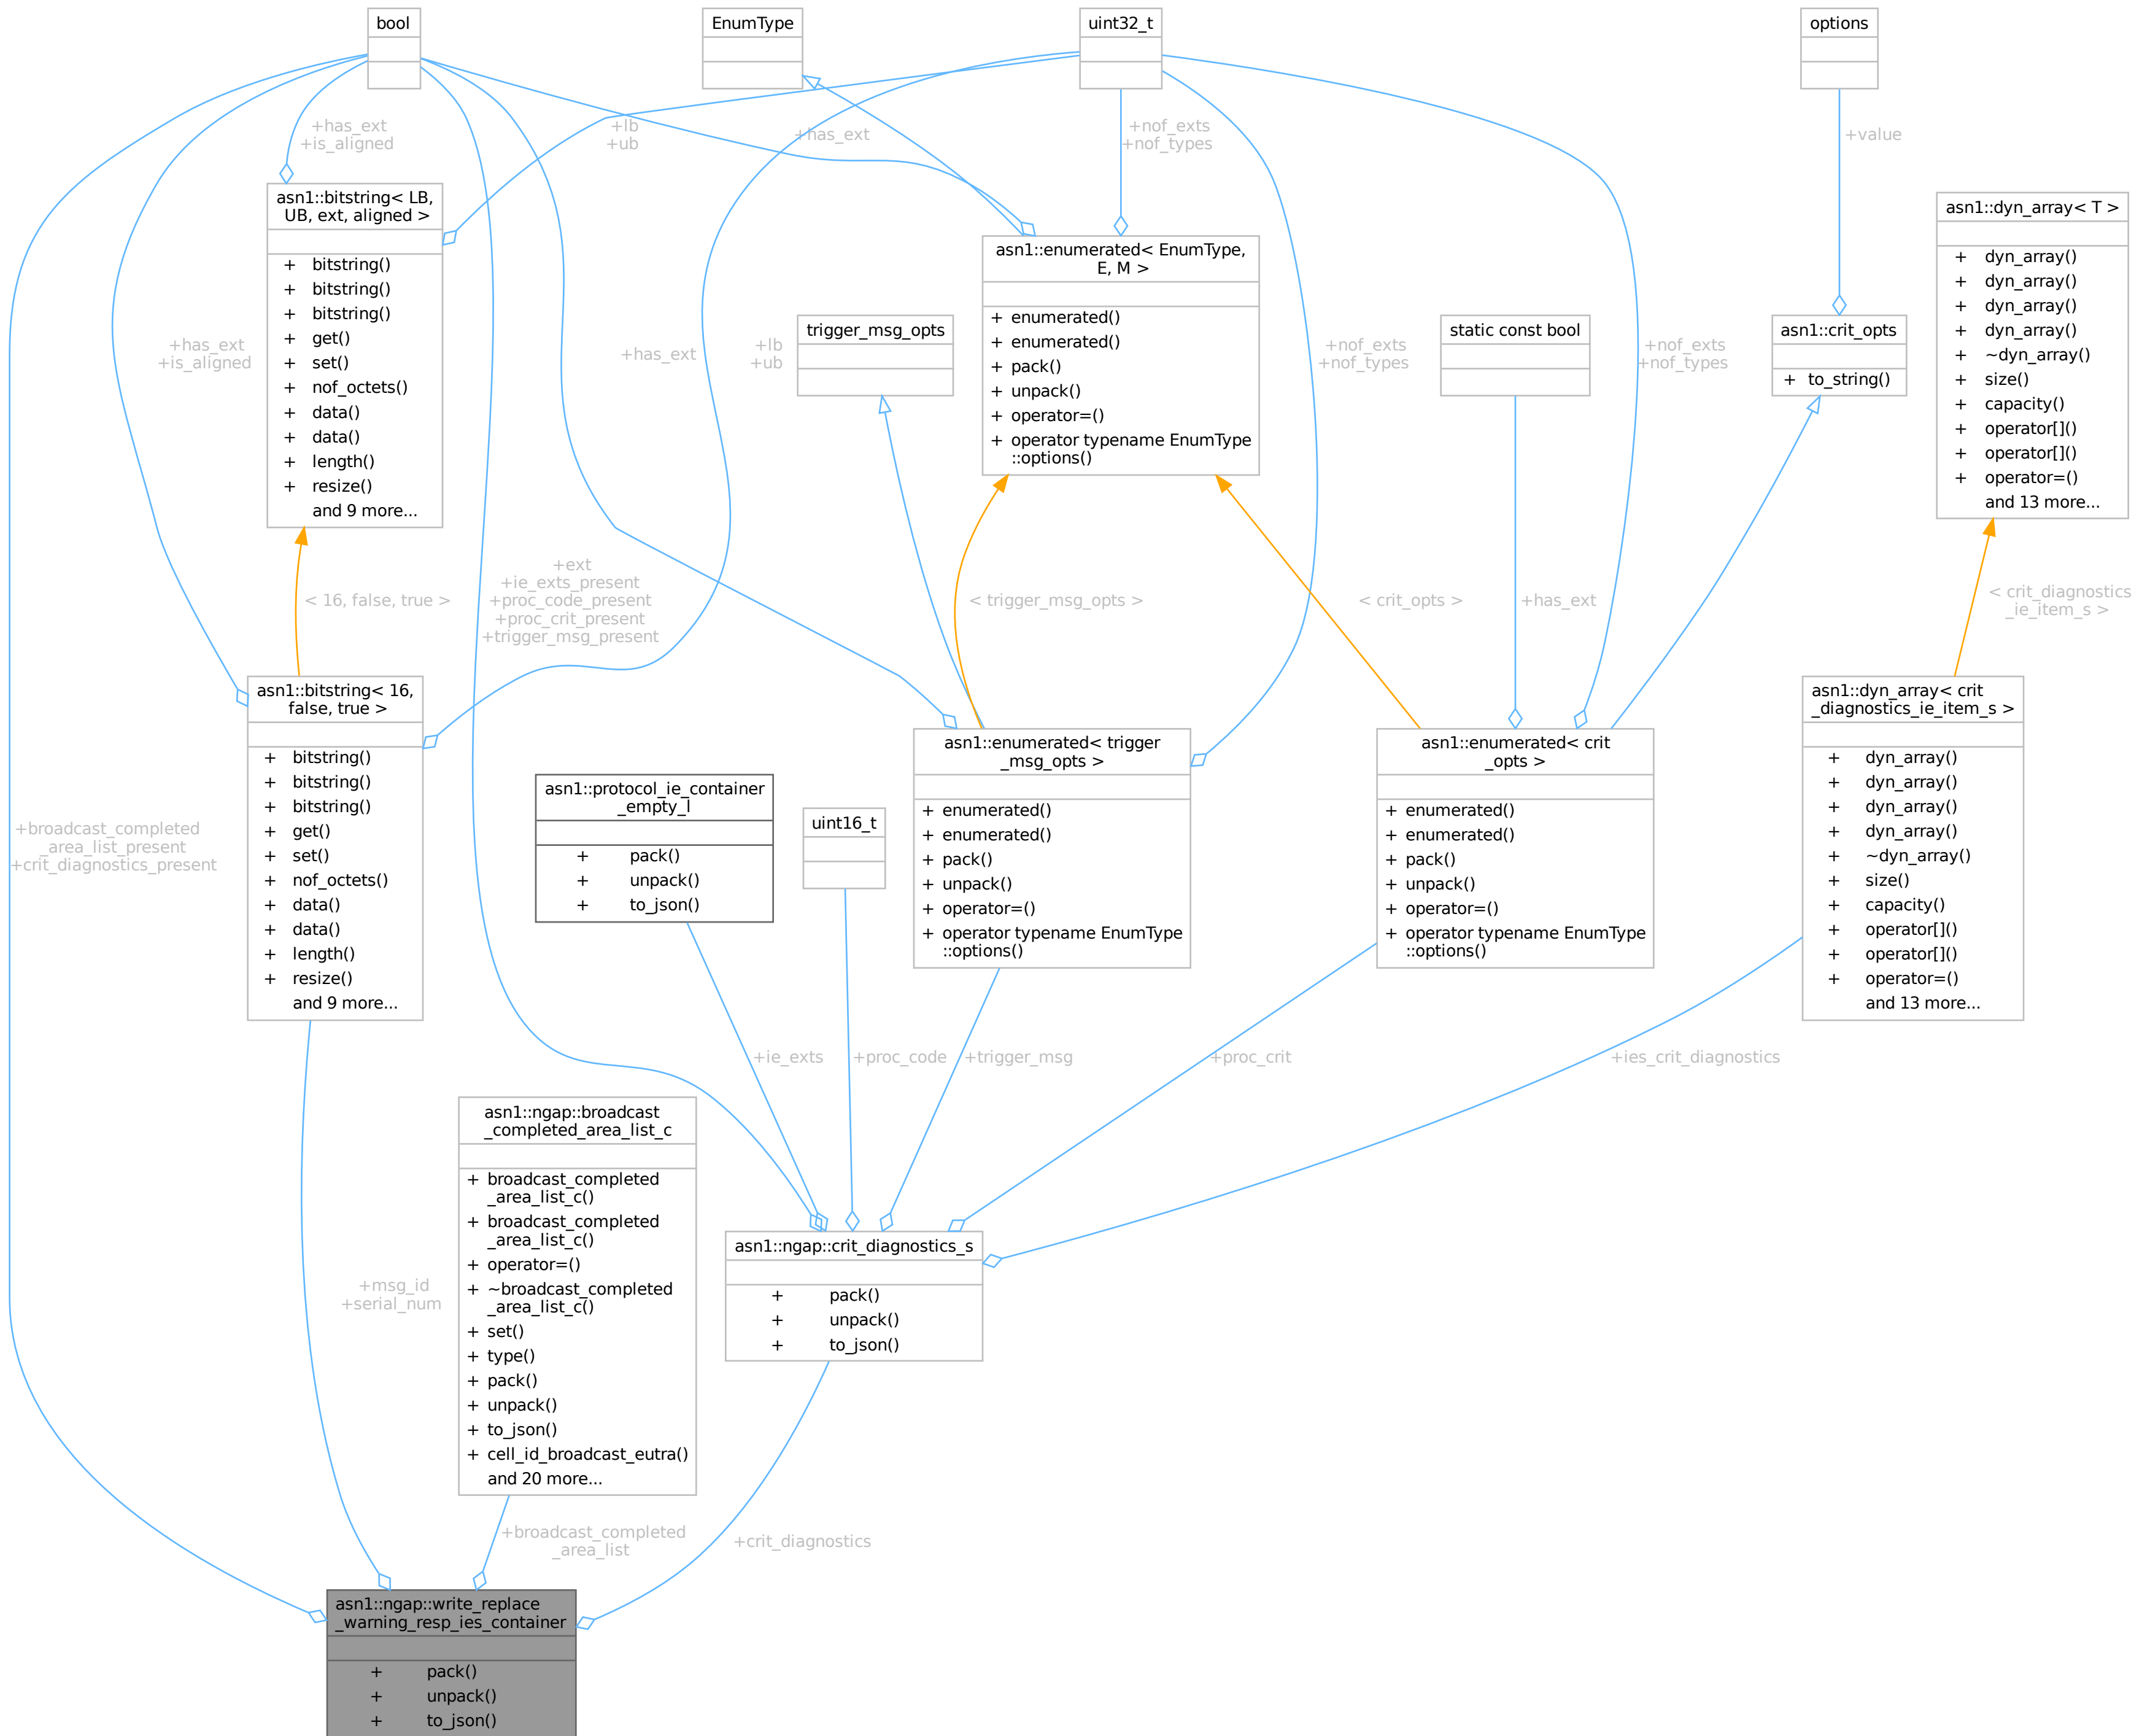 bool
EnumType
uint32_t
options
+has_ext
+is_aligned
+lb
+ub
+has_ext
+nof_exts
+nof_types
+value
asn1::bitstring< LB,
UB, ext, aligned >
+ bitstring()
+ bitstring()
+ bitstring()
+ get()
+ set()
+ nof_octets()
+ data()
+ data()
+ length()
+ resize()
and 9 more...
asn1::enumerated< EnumType,
E, M >
+ enumerated()
+ enumerated()
+ pack()
+ unpack()
+ operator=()
+ operator typename EnumType
::options()
asn1::dyn_array< T >
+ dyn_array()
+ dyn_array()
+ dyn_array()
+ dyn_array()
+ ~dyn_array()
+ size()
+ capacity()
+ operator[]()
+ operator[]()
+ operator=()
and 13 more...
+has_ext
+is_aligned
+has_ext
+lb
+ub
trigger_msg_opts
+nof_exts
+nof_types
static const bool
+nof_exts
+nof_types
asn1::crit_opts
+ to_string()
< 16, false, true >
+ext
+ie_exts_present
+proc_code_present
+proc_crit_present
+trigger_msg_present
< trigger_msg_opts >
< crit_opts >
+has_ext
< crit_diagnostics
_ie_item_s >
asn1::bitstring< 16,
false, true >
+ bitstring()
+ bitstring()
+ bitstring()
+ get()
+ set()
+ nof_octets()
+ data()
+ data()
+ length()
+ resize()
and 9 more...
asn1::protocol_ie_container
_empty_l
+ pack()
+ unpack()
+ to_json()
uint16_t
asn1::enumerated< trigger
_msg_opts >
+ enumerated()
+ enumerated()
+ pack()
+ unpack()
+ operator=()
+ operator typename EnumType
::options()
asn1::enumerated< crit
_opts >
+ enumerated()
+ enumerated()
+ pack()
+ unpack()
+ operator=()
+ operator typename EnumType
::options()
asn1::dyn_array< crit
_diagnostics_ie_item_s >
+ dyn_array()
+ dyn_array()
+ dyn_array()
+ dyn_array()
+ ~dyn_array()
+ size()
+ capacity()
+ operator[]()
+ operator[]()
+ operator=()
and 13 more...
+broadcast_completed
_area_list_present
+crit_diagnostics_present
+ie_exts
+proc_code
+trigger_msg
+proc_crit
+ies_crit_diagnostics
+msg_id
+serial_num
asn1::ngap::broadcast
_completed_area_list_c
+ broadcast_completed
_area_list_c()
+ broadcast_completed
_area_list_c()
+ operator=()
+ ~broadcast_completed
_area_list_c()
+ set()
+ type()
+ pack()
+ unpack()
+ to_json()
+ cell_id_broadcast_eutra()
and 20 more...
asn1::ngap::crit_diagnostics_s
+ pack()
+ unpack()
+ to_json()
+broadcast_completed
_area_list
+crit_diagnostics
asn1::ngap::write_replace
_warning_resp_ies_container
+ pack()
+ unpack()
+ to_json()